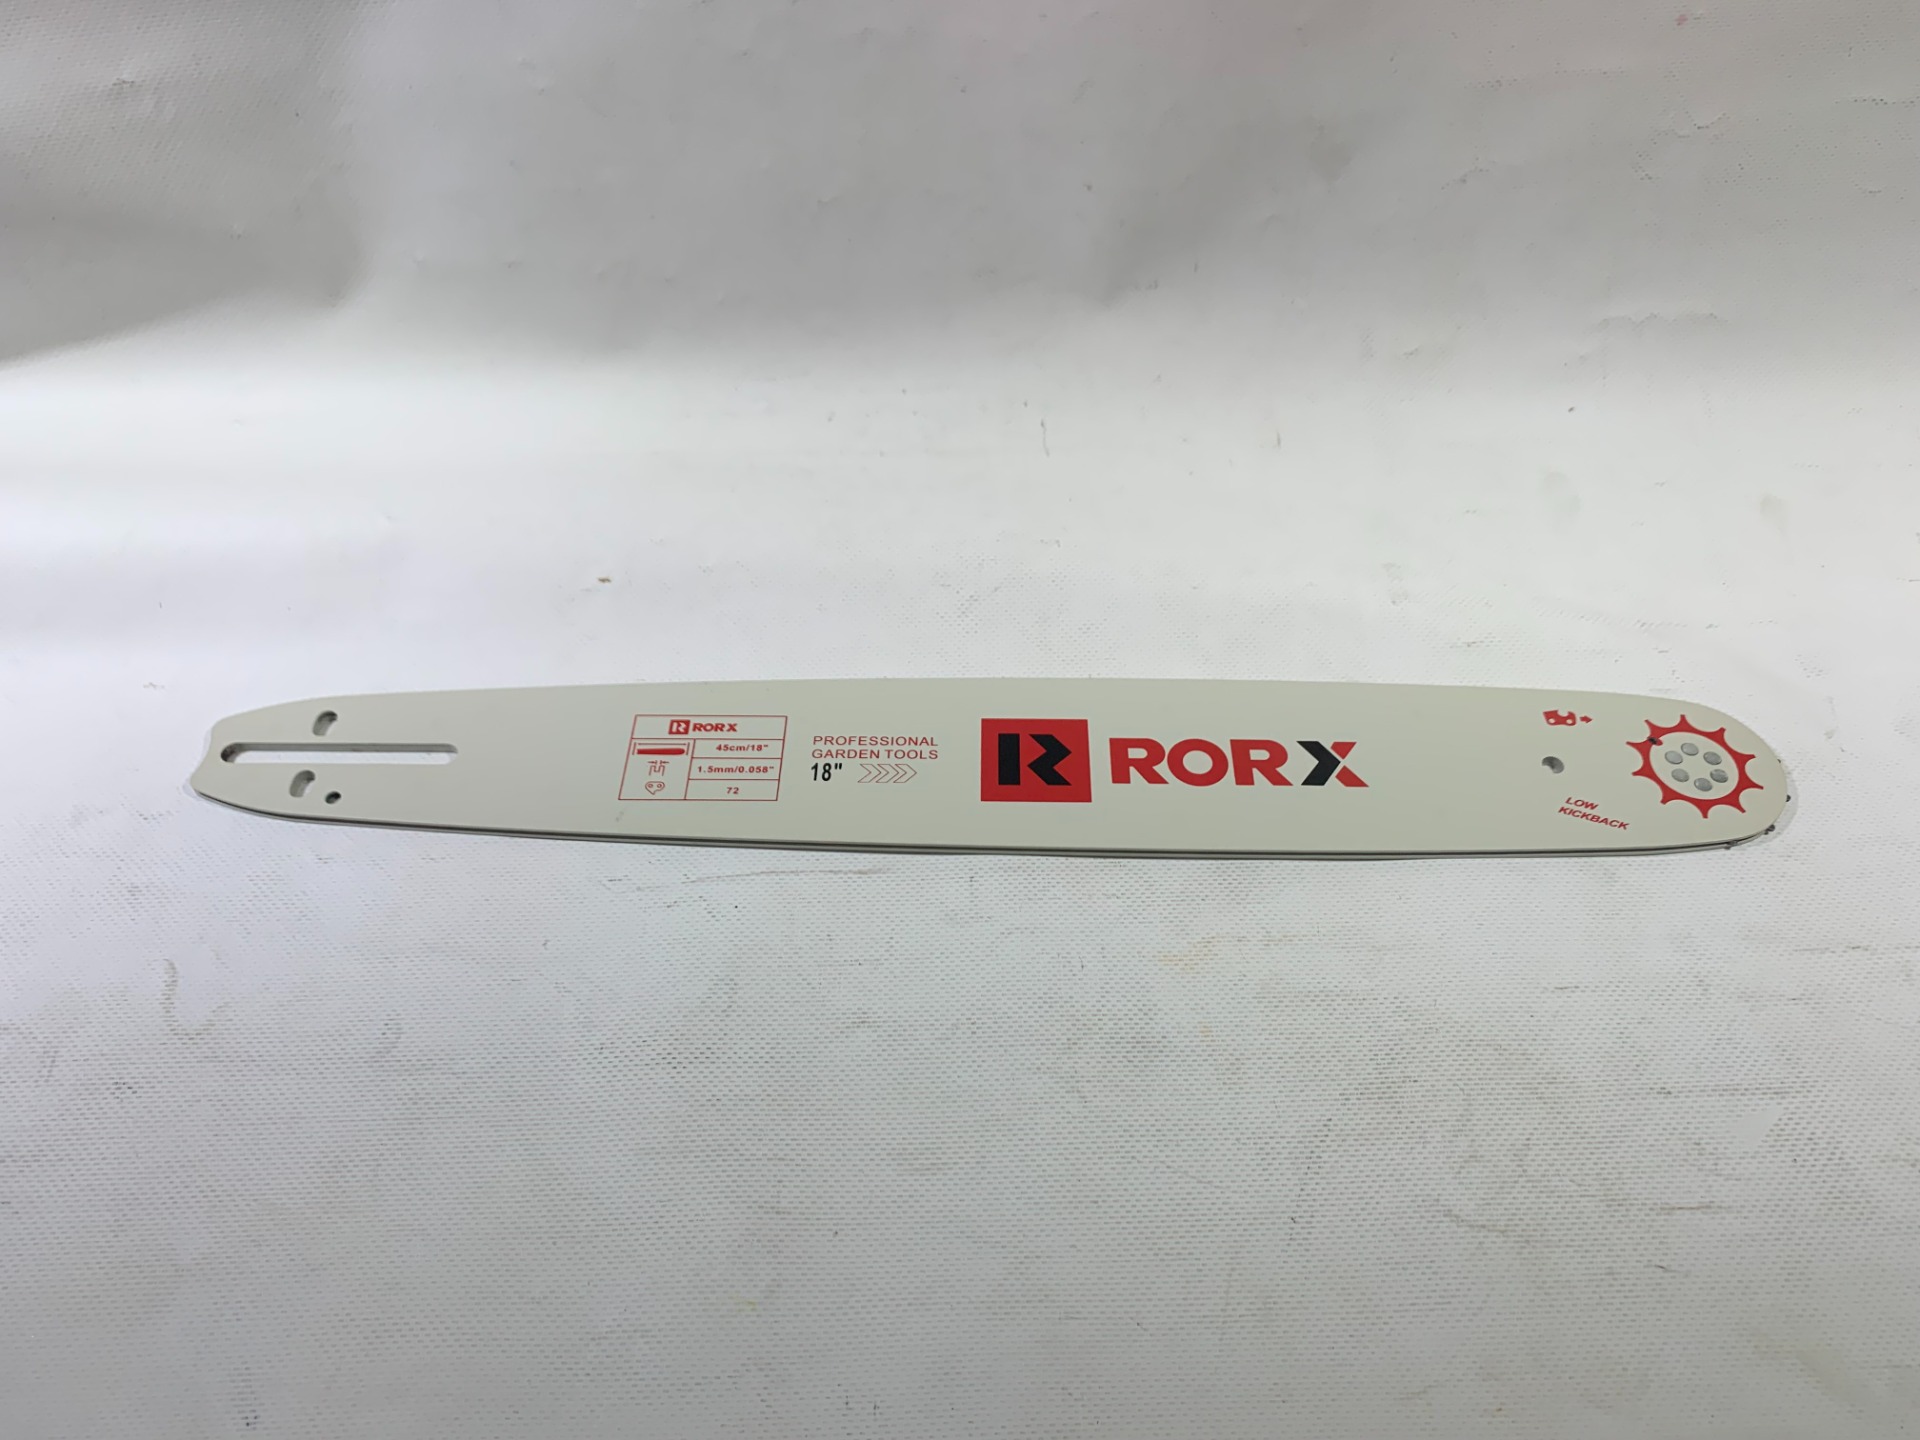 RORX
45cm/18"
1.5mm/0.058"
72
PROFESSIONAL
GARDEN TOOLS
18"
R RORX
LOW
KICKBACK